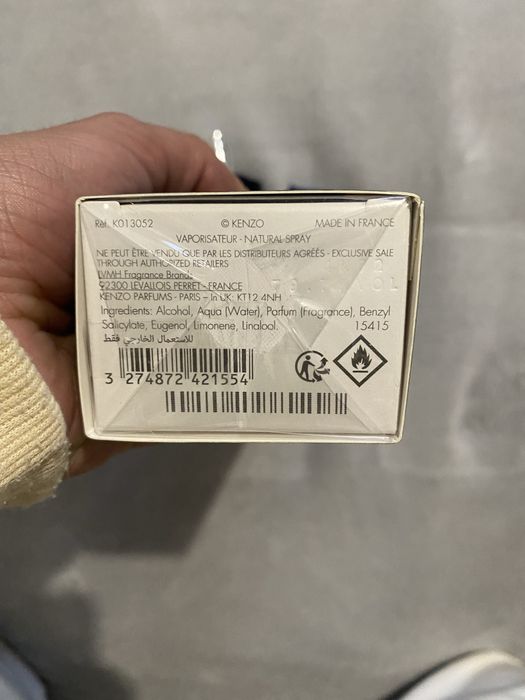 Réf. K013052 © KENZO MADE IN FRANCE
VAPORISATEUR - NATURAL SPRAY
NE PEUT ÊTRE VENDU QUE PAR LES DISTRIBUTEURS AGRÉÉS - EXCLUSIVE SALE
THROUGH AUTHORIZED RETAILERS
LVMH Fragrance Brands
92300 LEVALLOIS PERRET - FRANCE
KENZO PARFUMS - PARIS – In UK: KT12 4NH
Ingredients: Alcohol, Aqua (Water), Parfum (Fragrance), Benzyl
Salicylate, Eugenol, Limonene, Linalool. 15415
للاستعمال الخارجي فقط
3 274872 421554